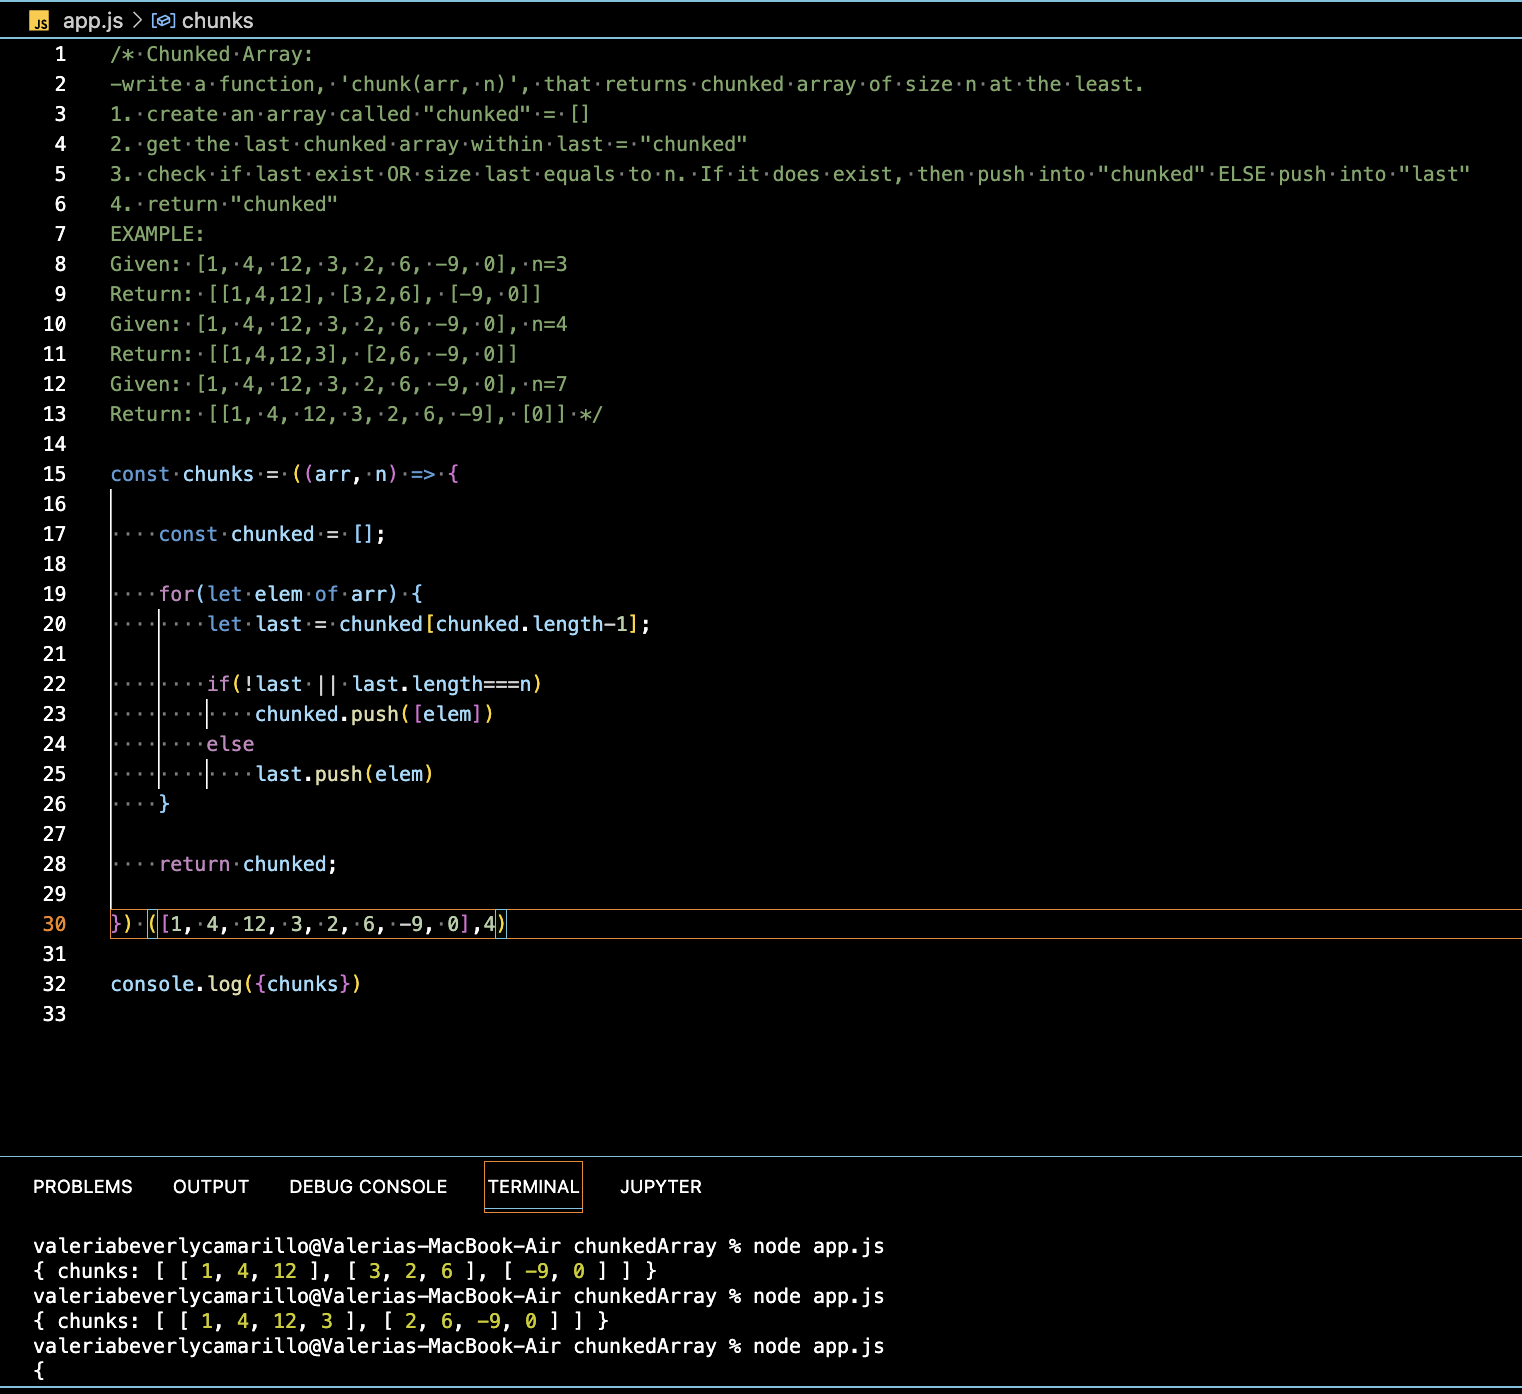 JS app.js > chunks
1 /* Chunked Array:
2 -write a function, 'chunk(arr, n)', that returns chunked array of size n at the least.
3 1. create an array called "chunked" = []
4 2. get the last chunked array within last = "chunked"
5 3. check if last exist OR size last equals to n. If it does exist, then push into "chunked" ELSE push into "last"
6 4. return "chunked"
7 EXAMPLE:
8 Given: [1, 4, 12, 3, 2, 6, -9, 0], n=3
9 Return: [[1,4,12], [3,2,6], [-9, 0]]
10 Given: [1, 4, 12, 3, 2, 6, -9, 0], n=4
11 Return: [[1,4,12,3], [2,6, -9, 0]]
12 Given: [1, 4, 12, 3, 2, 6, -9, 0], n=7
13 Return: [[1, 4, 12, 3, 2, 6, -9], [0]] */
14
15 const chunks = ((arr, n) => {
16
17     const chunked = [];
18
19     for(let elem of arr) {
20         let last = chunked[chunked.length-1];
21
22         if(!last || last.length===n)
23             chunked.push([elem])
24         else
25             last.push(elem)
26     }
27
28     return chunked;
29
30 }) ([1, 4, 12, 3, 2, 6, -9, 0],4)
31
32 console.log({chunks})
33
PROBLEMS OUTPUT DEBUG CONSOLE TERMINAL JUPYTER
valeriabeverlycamarillo@Valerias-MacBook-Air chunkedArray % node app.js
{ chunks: [ [ 1, 4, 12 ], [ 3, 2, 6 ], [ -9, 0 ] ] }
valeriabeverlycamarillo@Valerias-MacBook-Air chunkedArray % node app.js
{ chunks: [ [ 1, 4, 12, 3 ], [ 2, 6, -9, 0 ] ] }
valeriabeverlycamarillo@Valerias-MacBook-Air chunkedArray % node app.js
{